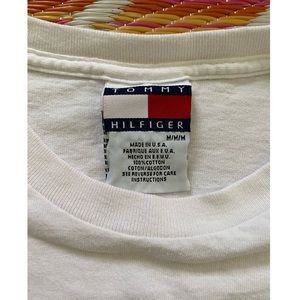 TOMMY
HILFIGER
M/M/M
MADE IN U.S.A.
FABRIQUE AUX E.U.A.
HECHO EN E.E.U.U.
100%COTTON
COTON/ALGODON
SEE REVERSE FOR CARE
INSTRUCTIONS